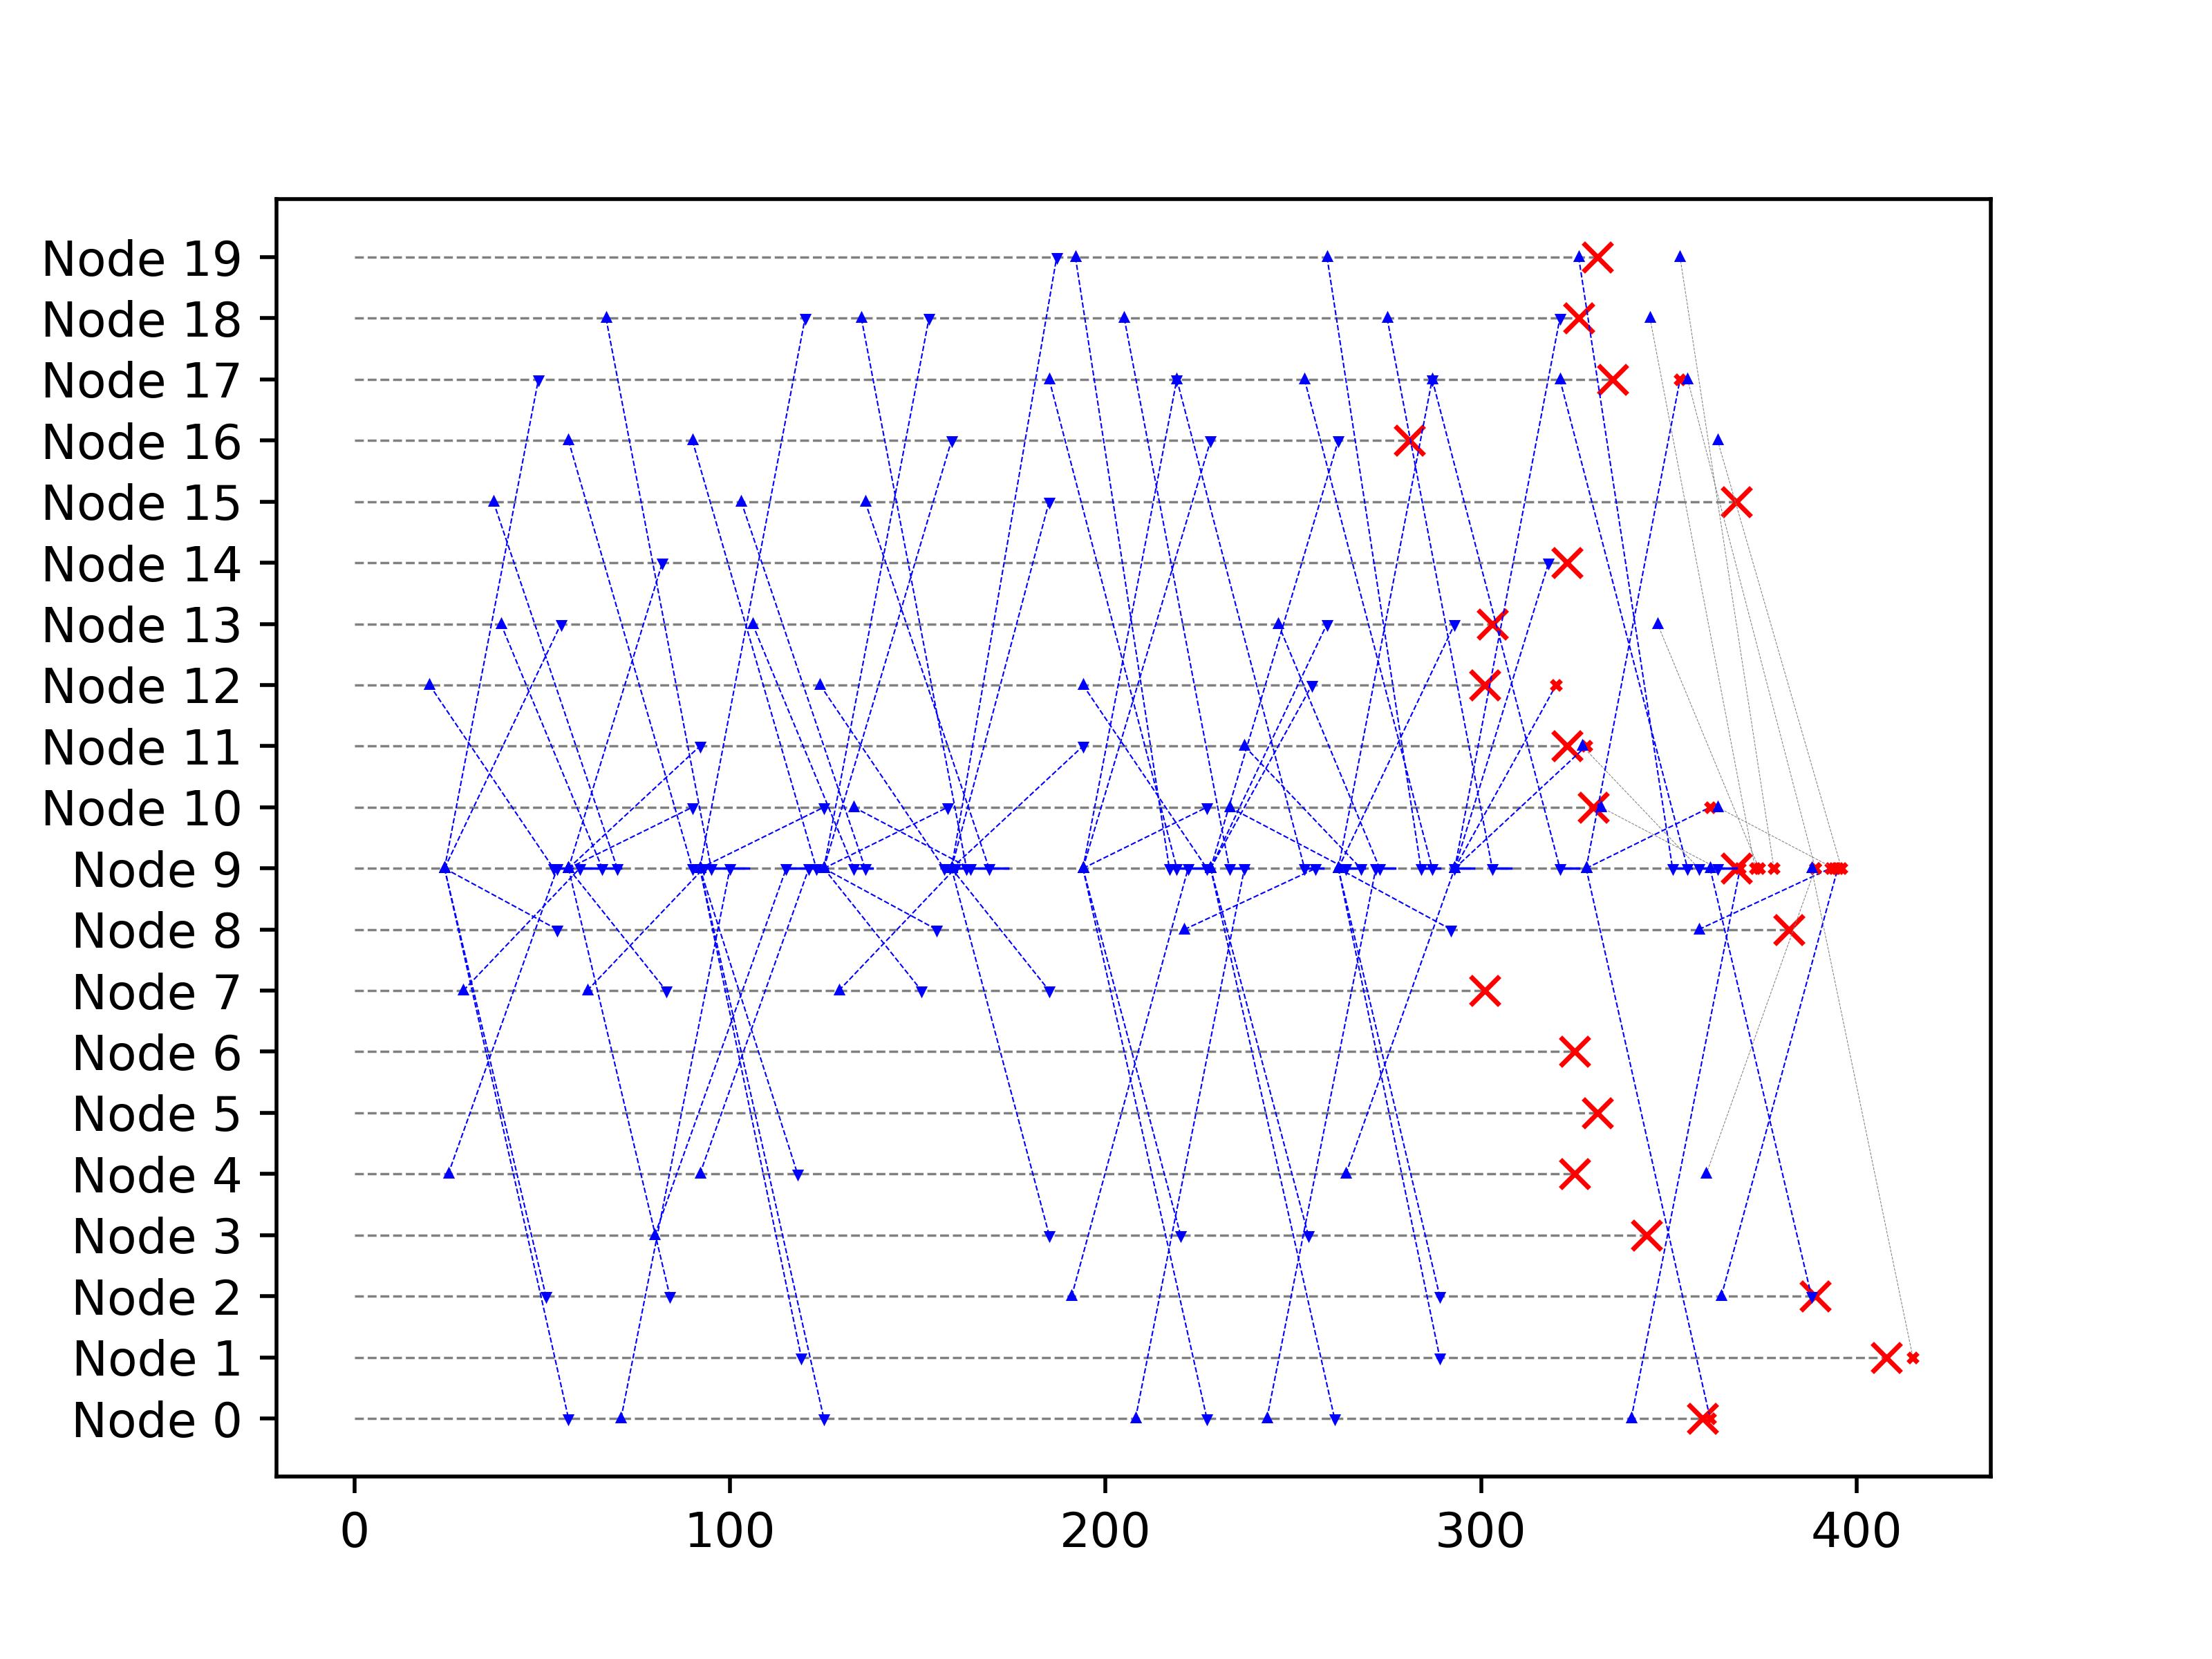 Node 19
Node 18
Node 17
Node 16
Node 15
Node 14
Node 13
Node 12
Node 11
Node 10
Node 9
Node 8
Node 7
Node 6
Node 5
Node 4
Node 3
Node 2
Node 1
Node 0
0 100 200 300 400